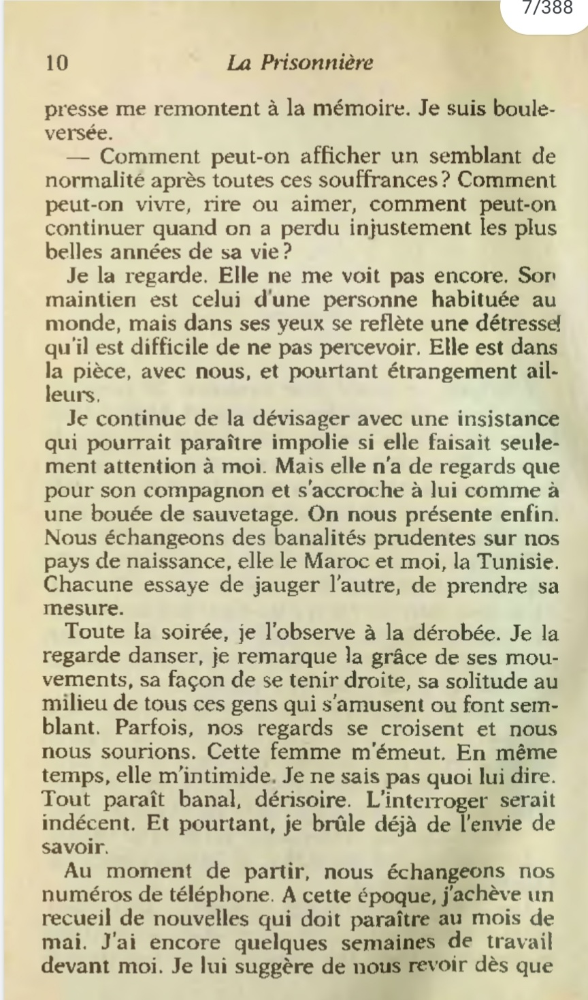 7/388
10 La Prisonnière
presse me remontent à la mémoire. Je suis boule-
versée.
— Comment peut-on afficher un semblant de
normalité après toutes ces souffrances ? Comment
peut-on vivre, rire ou aimer, comment peut-on
continuer quand on a perdu injustement les plus
belles années de sa vie ?
Je la regarde. Elle ne me voit pas encore. Son
maintien est celui d'une personne habituée au
monde, mais dans ses yeux se reflète une détresse
qu'il est difficile de ne pas percevoir. Elle est dans
la pièce, avec nous, et pourtant étrangement ail-
leurs.
Je continue de la dévisager avec une insistance
qui pourrait paraître impolie si elle faisait seule-
ment attention à moi. Mais elle n'a de regards que
pour son compagnon et s'accroche à lui comme à
une bouée de sauvetage. On nous présente enfin.
Nous échangeons des banalités prudentes sur nos
pays de naissance, elle le Maroc et moi, la Tunisie.
Chacune essaye de jauger l'autre, de prendre sa
mesure.
Toute la soirée, je l'observe à la dérobée. Je la
regarde danser, je remarque la grâce de ses mou-
vements, sa façon de se tenir droite, sa solitude au
milieu de tous ces gens qui s'amusent ou font sem-
blant. Parfois, nos regards se croisent et nous
nous sourions. Cette femme m'émeut. En même
temps, elle m'intimide. Je ne sais pas quoi lui dire.
Tout paraît banal, dérisoire. L'interroger serait
indécent. Et pourtant, je brûle déjà de l'envie de
savoir.
Au moment de partir, nous échangeons nos
numéros de téléphone. A cette époque, j'achève un
recueil de nouvelles qui doit paraître au mois de
mai. J'ai encore quelques semaines de travail
devant moi. Je lui suggère de nous revoir dès que